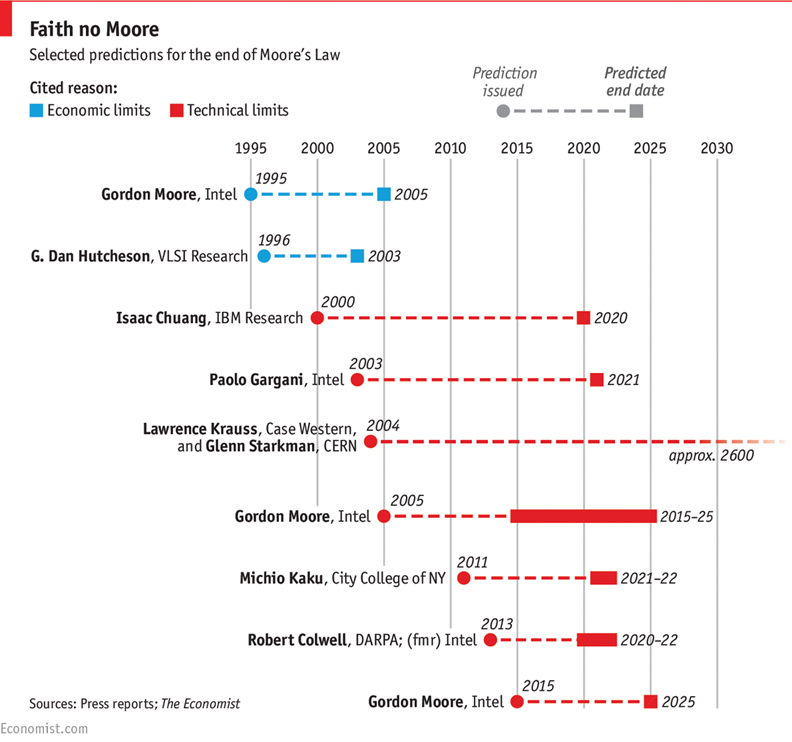 Faith no Moore
Selected predictions for the end of Moore's Law
Cited reason:
Economic limits Technical limits
Prediction issued
Predicted end date
1995 2000 2005 2010 2015 2020 2025 2030
Gordon Moore, Intel 1995 2005
G. Dan Hutcheson, VLSI Research 1996 2003
Isaac Chuang, IBM Research 2000 2020
Paolo Gargani, Intel 2003 2021
Lawrence Krauss, Case Western,
and Glenn Starkman, CERN 2004 approx. 2600
Gordon Moore, Intel 2005 2015–25
Michio Kaku, City College of NY 2011 2021–22
Robert Colwell, DARPA; (fmr) Intel 2013 2020–22
Gordon Moore, Intel 2015 2025
Sources: Press reports; The Economist
Economist.com